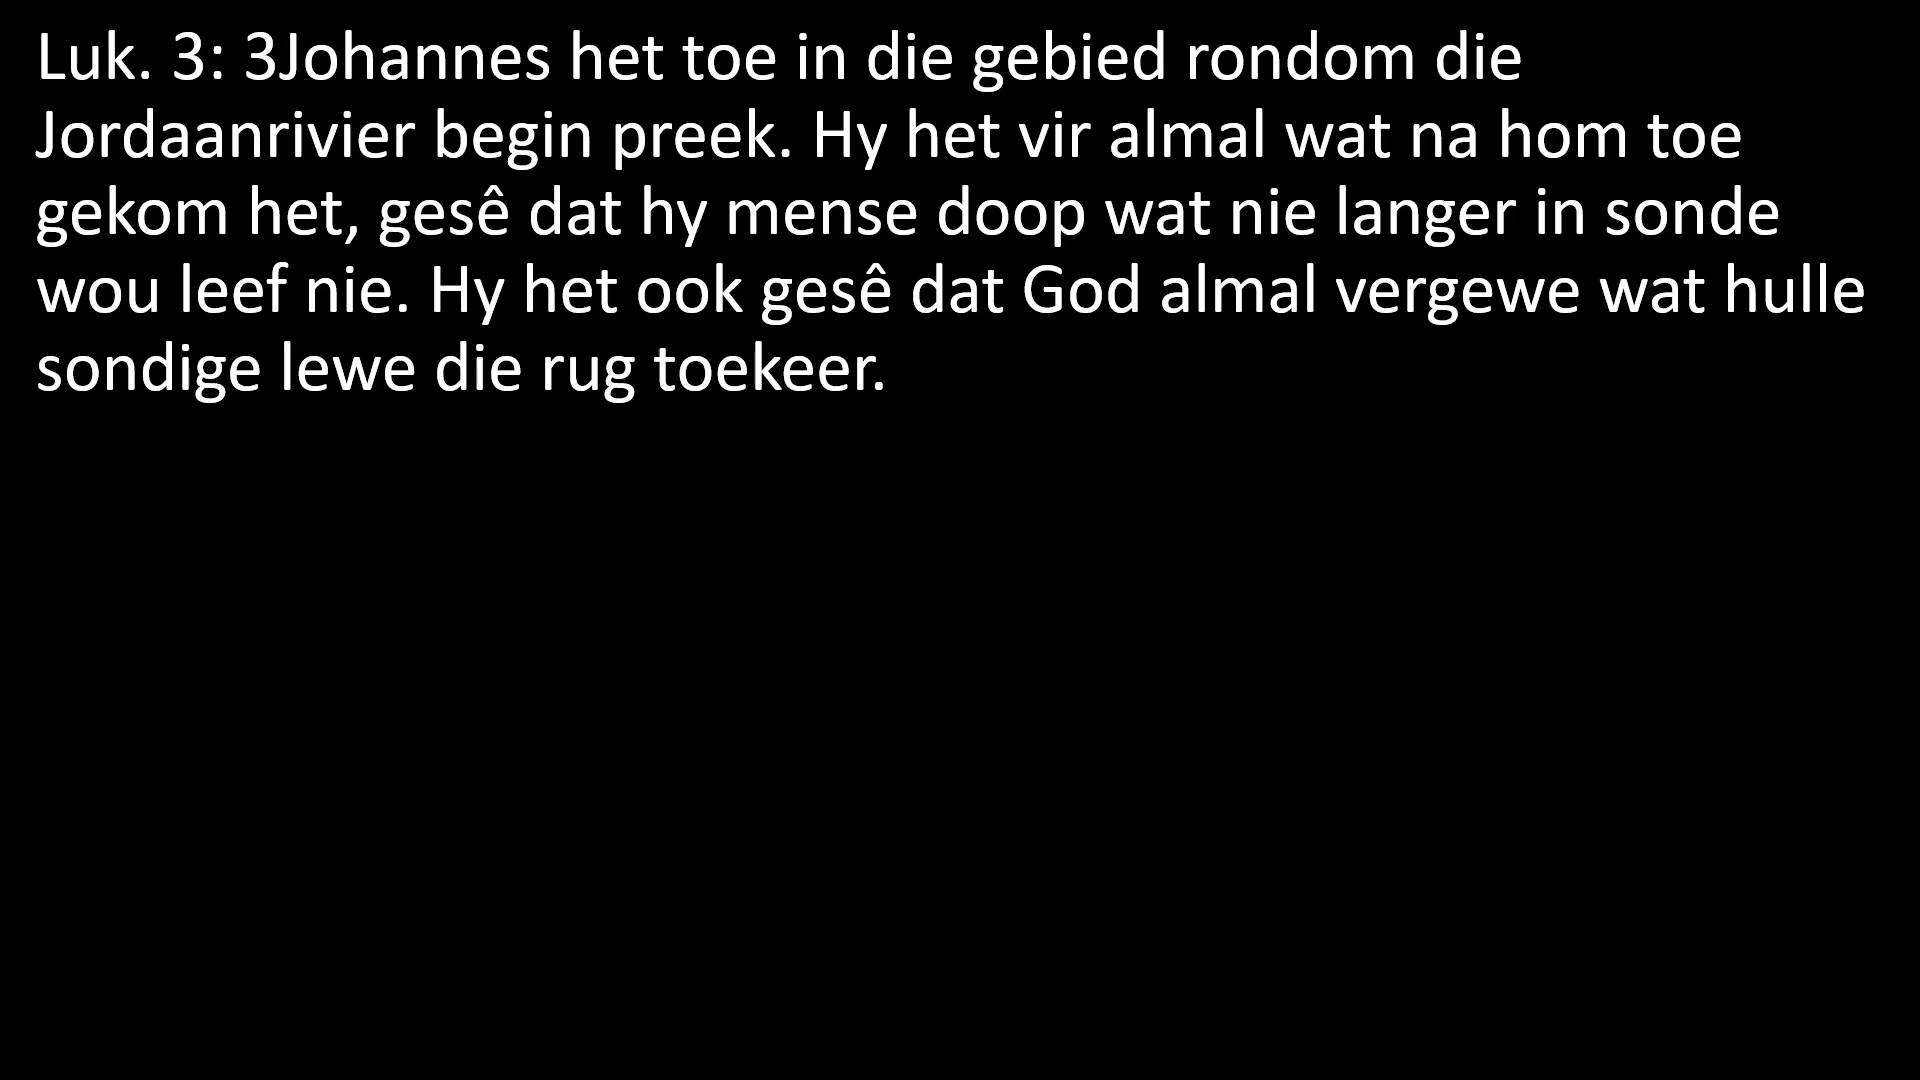 Luk. 3: 3Johannes het toe in die gebied rondom die
Jordaanrivier begin preek. Hy het vir almal wat na hom toe
gekom het, gesê dat hy mense doop wat nie langer in sonde
wou leef nie. Hy het ook gesê dat God almal vergewe wat hulle
sondige lewe die rug toekeer.